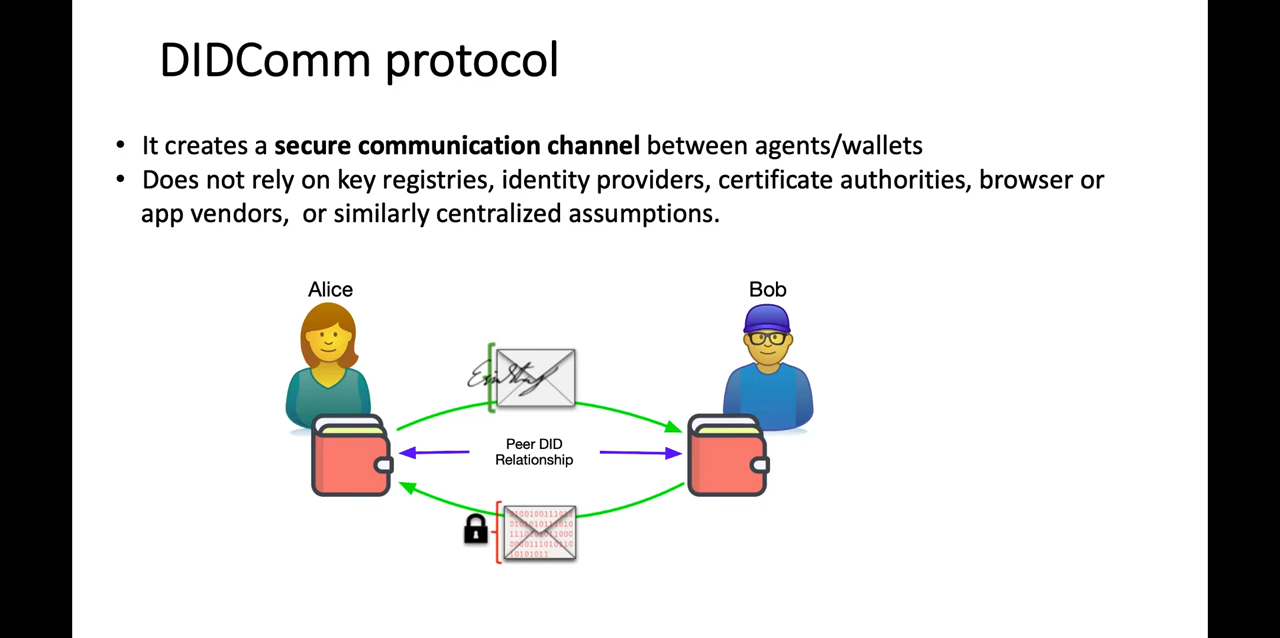 DIDComm protocol
• It creates a secure communication channel between agents/wallets
• Does not rely on key registries, identity providers, certificate authorities, browser or
app vendors, or similarly centralized assumptions.
Alice
Bob
Peer DID
Relationship